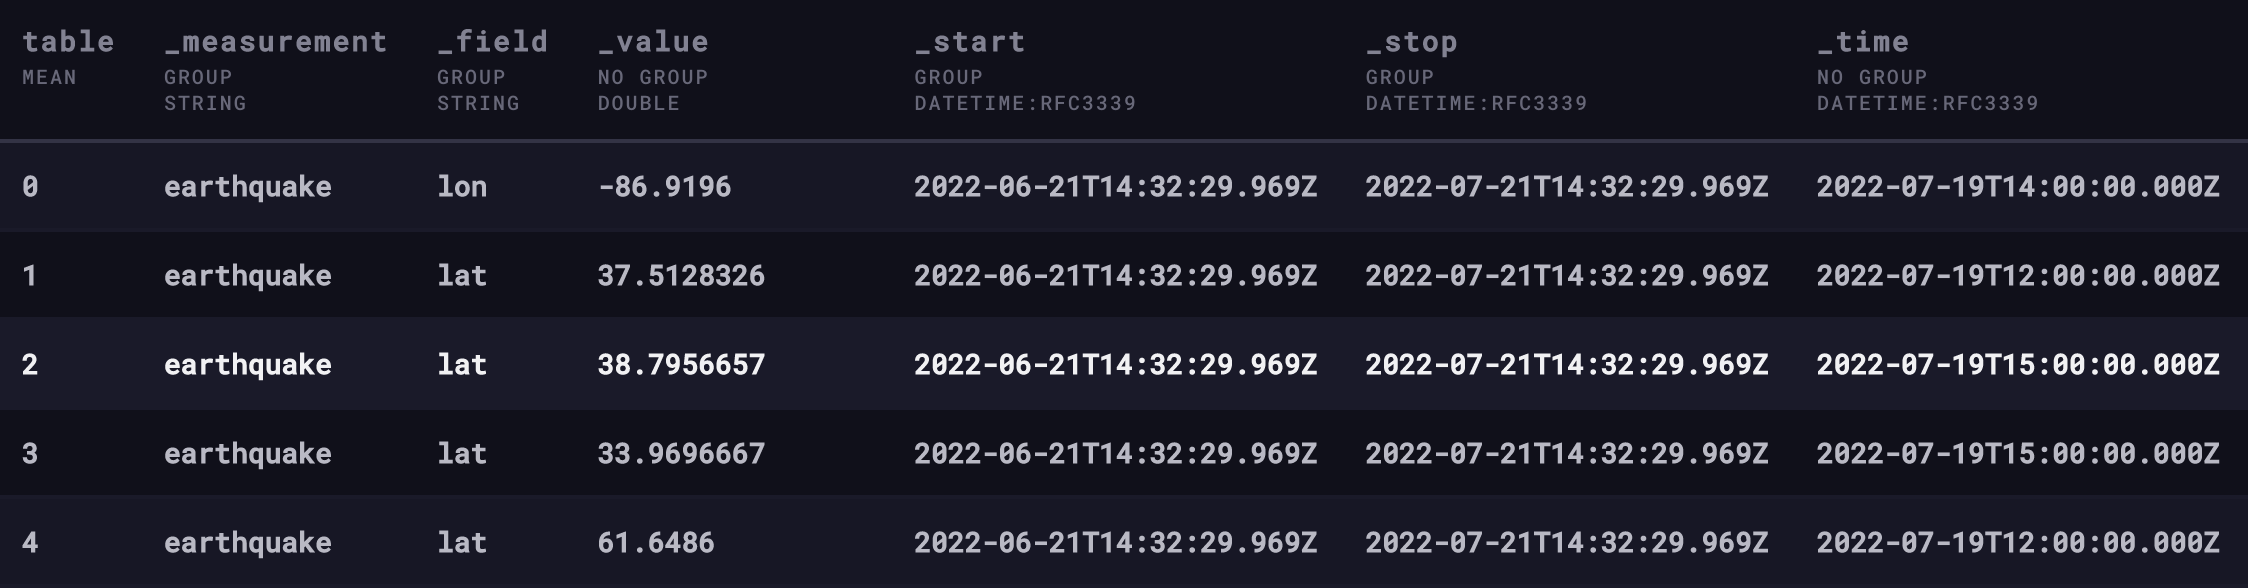 table _measurement _field _value _start _stop _time
MEAN GROUP GROUP NO GROUP GROUP GROUP NO GROUP
STRING STRING DOUBLE DATETIME:RFC3339 DATETIME:RFC3339 DATETIME:RFC3339
0 earthquake lon -86.9196 2022-06-21T14:32:29.969Z 2022-07-21T14:32:29.969Z 2022-07-19T14:00:00.000Z
1 earthquake lat 37.5128326 2022-06-21T14:32:29.969Z 2022-07-21T14:32:29.969Z 2022-07-19T12:00:00.000Z
2 earthquake lat 38.7956657 2022-06-21T14:32:29.969Z 2022-07-21T14:32:29.969Z 2022-07-19T15:00:00.000Z
3 earthquake lat 33.9696667 2022-06-21T14:32:29.969Z 2022-07-21T14:32:29.969Z 2022-07-19T15:00:00.000Z
4 earthquake lat 61.6486 2022-06-21T14:32:29.969Z 2022-07-21T14:32:29.969Z 2022-07-19T12:00:00.000Z